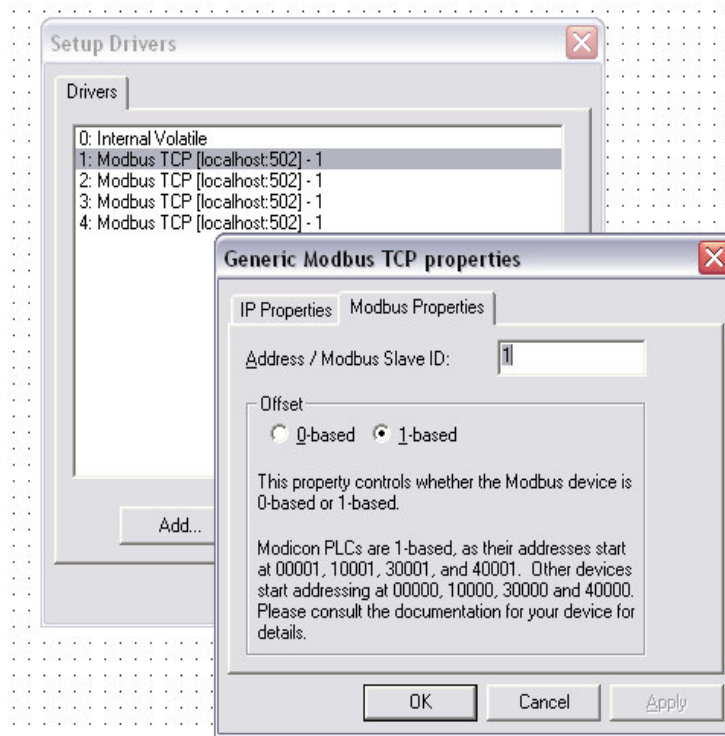 Setup Drivers
Drivers
0: Internal Volatile
1: Modbus TCP [localhost:502] - 1
2: Modbus TCP [localhost:502] - 1
3: Modbus TCP [localhost:502] - 1
4: Modbus TCP [localhost:502] - 1
Add...
Generic Modbus TCP properties
IP Properties
Modbus Properties
Address / Modbus Slave ID:
1
Offset
0-based
1-based
This property controls whether the Modbus device is
0-based or 1-based.
Modicon PLCs are 1-based, as their addresses start
at 00001, 10001, 30001, and 40001. Other devices
start addressing at 00000, 10000, 30000 and 40000.
Please consult the documentation for your device for
details.
OK
Cancel
Apply